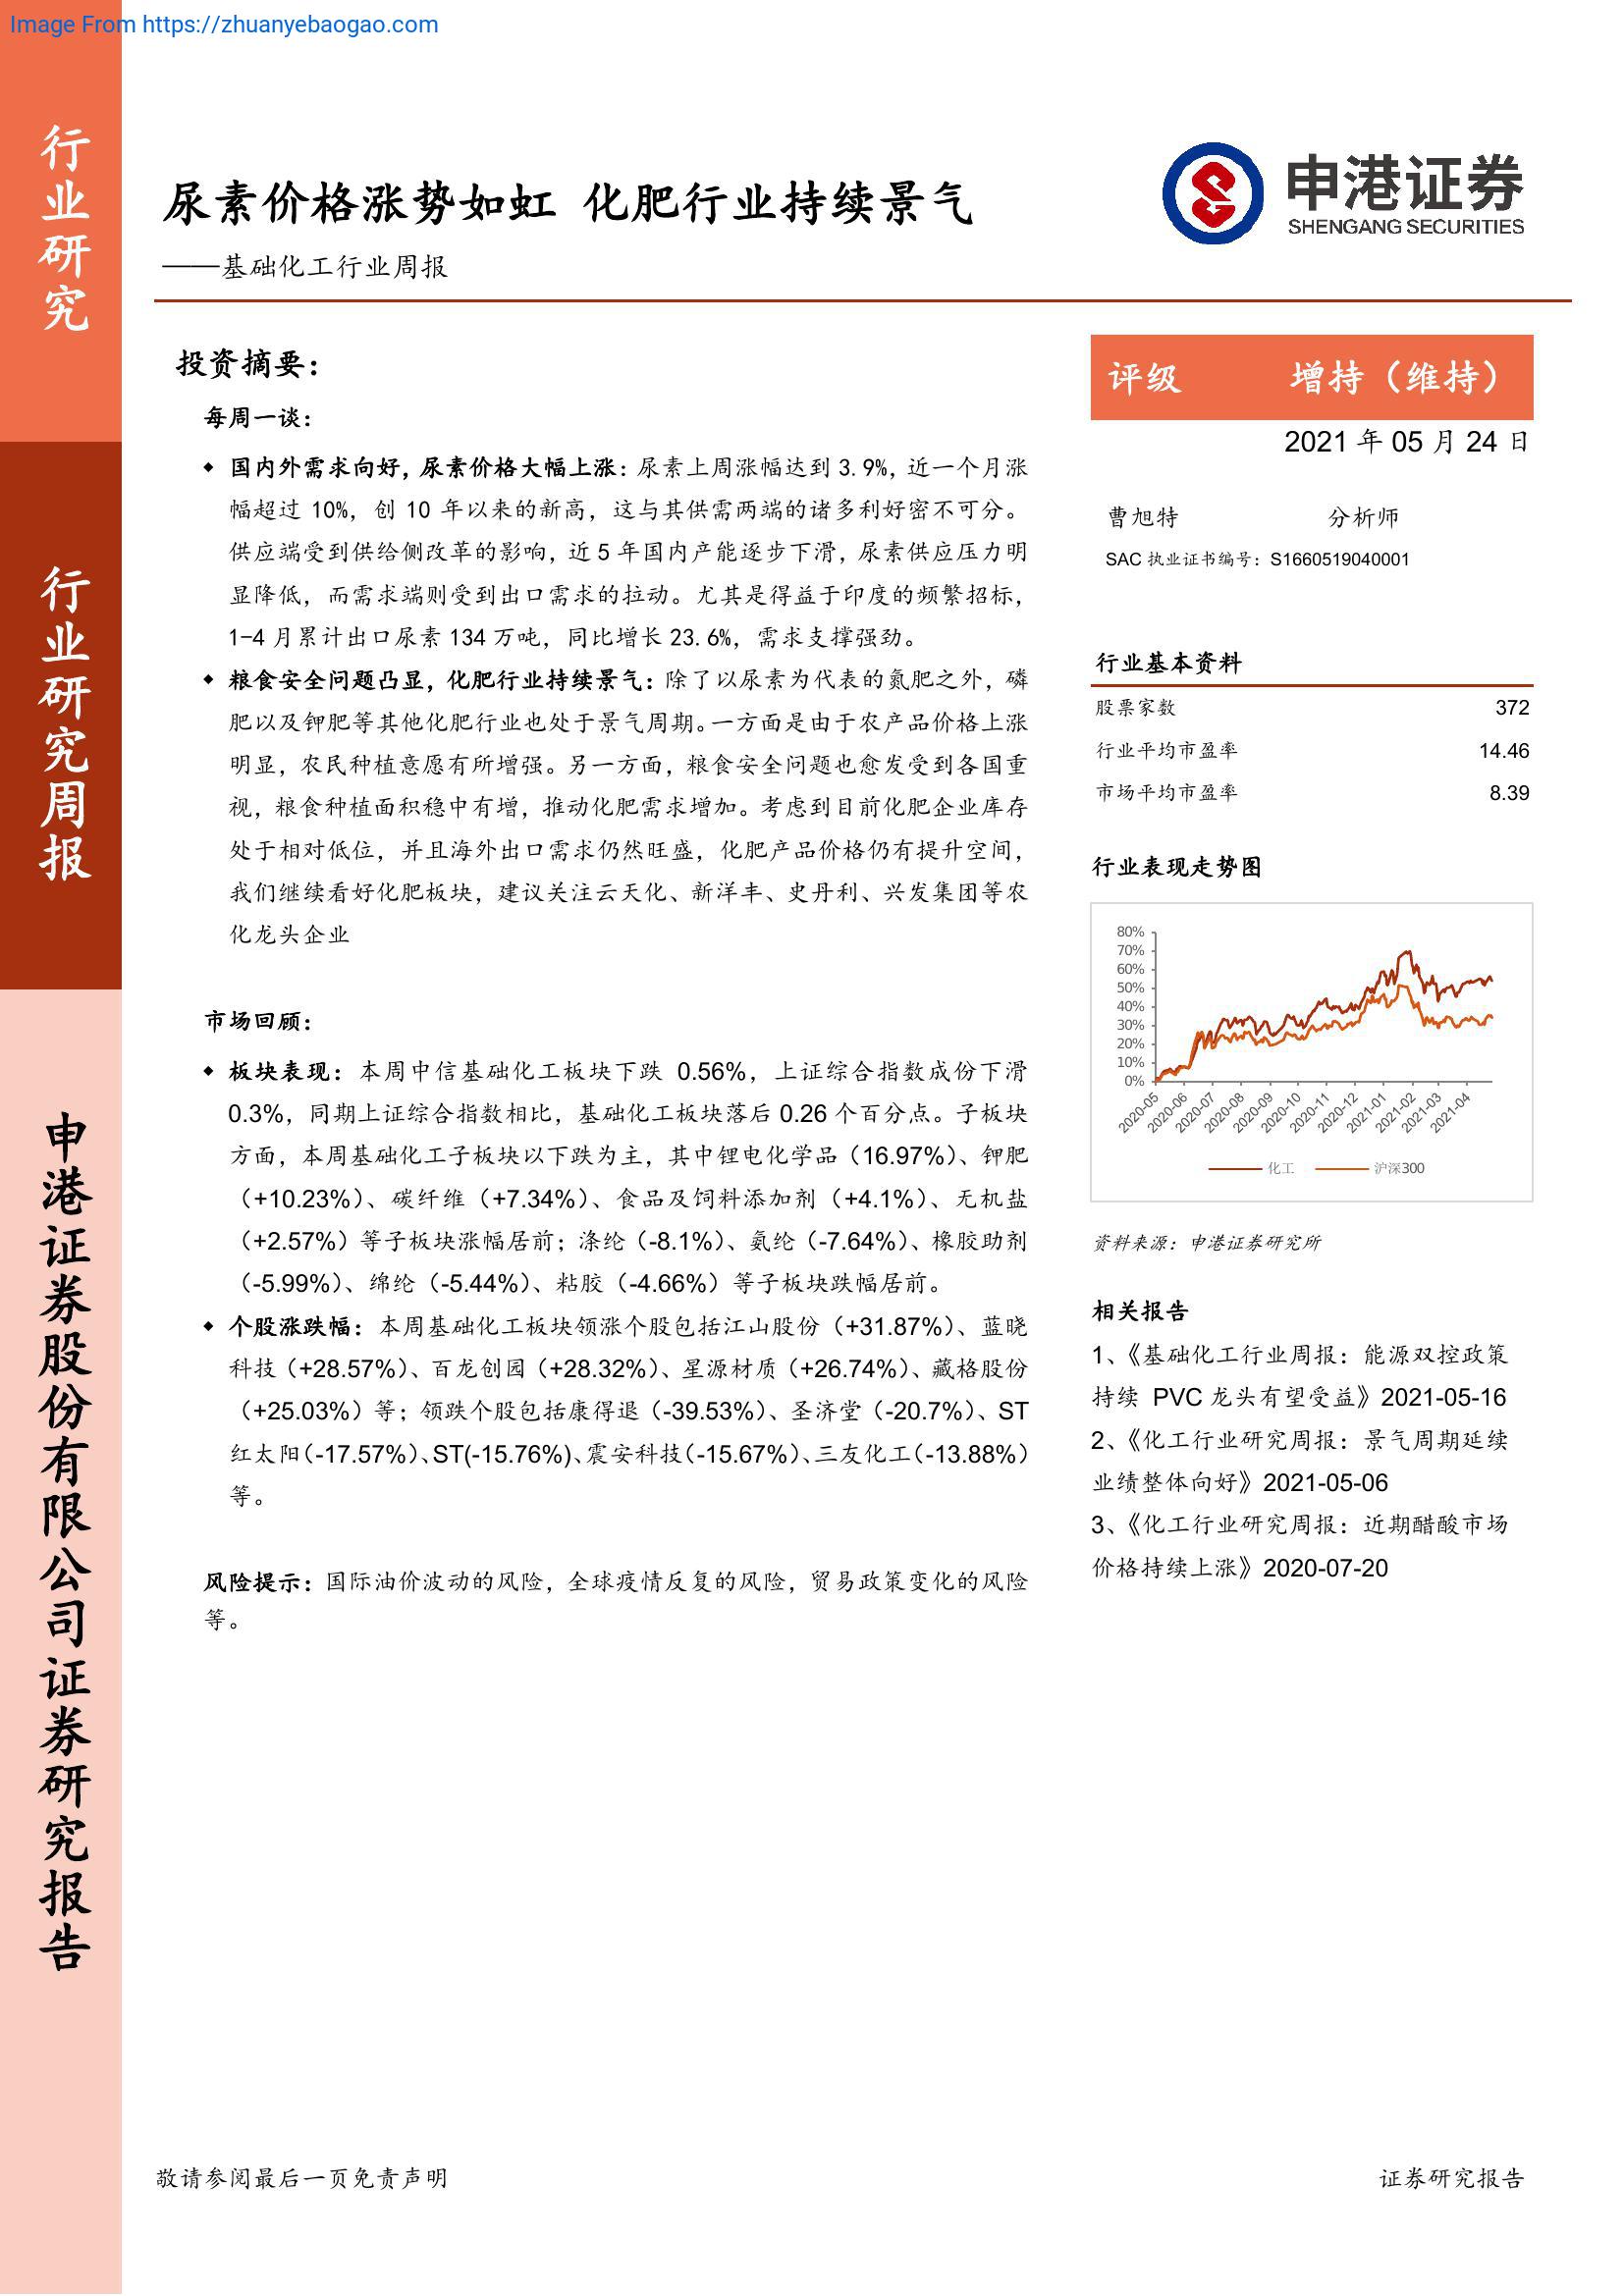 Image From https://zhuanyebaogao.com
行业研究
行业研究周报
申港证券股份有限公司证券研究报告
尿素价格涨势如虹 化肥行业持续景气
——基础化工行业周报
申港证券
SHENGANG SECURITIES
投资摘要：
每周一谈：
◆ 国内外需求向好，尿素价格大幅上涨：尿素上周涨幅达到 3.9%，近一个月涨
幅超过 10%，创 10 年以来的新高，这与其供需两端的诸多利好密不可分。
供应端受到供给侧改革的影响，近 5 年国内产能逐步下滑，尿素供应压力明
显降低，而需求端则受到出口需求的拉动。尤其是得益于印度的频繁招标，
1-4 月累计出口尿素 134 万吨，同比增长 23.6%，需求支撑强劲。
◆ 粮食安全问题凸显，化肥行业持续景气：除了以尿素为代表的氮肥之外，磷
肥以及钾肥等其他化肥行业也处于景气周期。一方面是由于农产品价格上涨
明显，农民种植意愿有所增强。另一方面，粮食安全问题也愈发受到各国重
视，粮食种植面积稳中有增，推动化肥需求增加。考虑到目前化肥企业库存
处于相对低位，并且海外出口需求仍然旺盛，化肥产品价格仍有提升空间，
我们继续看好化肥板块，建议关注云天化、新洋丰、史丹利、兴发集团等农
化龙头企业
市场回顾：
◆ 板块表现：本周中信基础化工板块下跌 0.56%，上证综合指数成份下滑
0.3%，同期上证综合指数相比，基础化工板块落后 0.26 个百分点。子板块
方面，本周基础化工子板块以下跌为主，其中锂电化学品（16.97%）、钾肥
（+10.23%）、碳纤维（+7.34%）、食品及饲料添加剂（+4.1%）、无机盐
（+2.57%）等子板块涨幅居前；涤纶（-8.1%）、氨纶（-7.64%）、橡胶助剂
（-5.99%）、绵纶（-5.44%）、粘胶（-4.66%）等子板块跌幅居前。
◆ 个股涨跌幅：本周基础化工板块领涨个股包括江山股份（+31.87%）、蓝晓
科技（+28.57%）、百龙创园（+28.32%）、星源材质（+26.74%）、藏格股份
（+25.03%）等；领跌个股包括康得退（-39.53%）、圣济堂（-20.7%）、ST
红太阳（-17.57%）、ST(-15.76%)、震安科技（-15.67%）、三友化工（-13.88%）
等。
风险提示：国际油价波动的风险，全球疫情反复的风险，贸易政策变化的风险
等。
评级 增持（维持）
2021 年 05 月 24 日
曹旭特 分析师
SAC 执业证书编号：S1660519040001
行业基本资料
股票家数 372
行业平均市盈率 14.46
市场平均市盈率 8.39
行业表现走势图
80%
70%
60%
50%
40%
30%
20%
10%
0%
2020-05 2020-06 2020-07 2020-08 2020-09 2020-10 2020-11 2020-12 2021-01 2021-02 2021-03 2021-04
化工 沪深300
资料来源：申港证券研究所
相关报告
1、《基础化工行业周报：能源双控政策
持续 PVC 龙头有望受益》2021-05-16
2、《化工行业研究周报：景气周期延续
业绩整体向好》2021-05-06
3、《化工行业研究周报：近期醋酸市场
价格持续上涨》2020-07-20
敬请参阅最后一页免责声明 证券研究报告